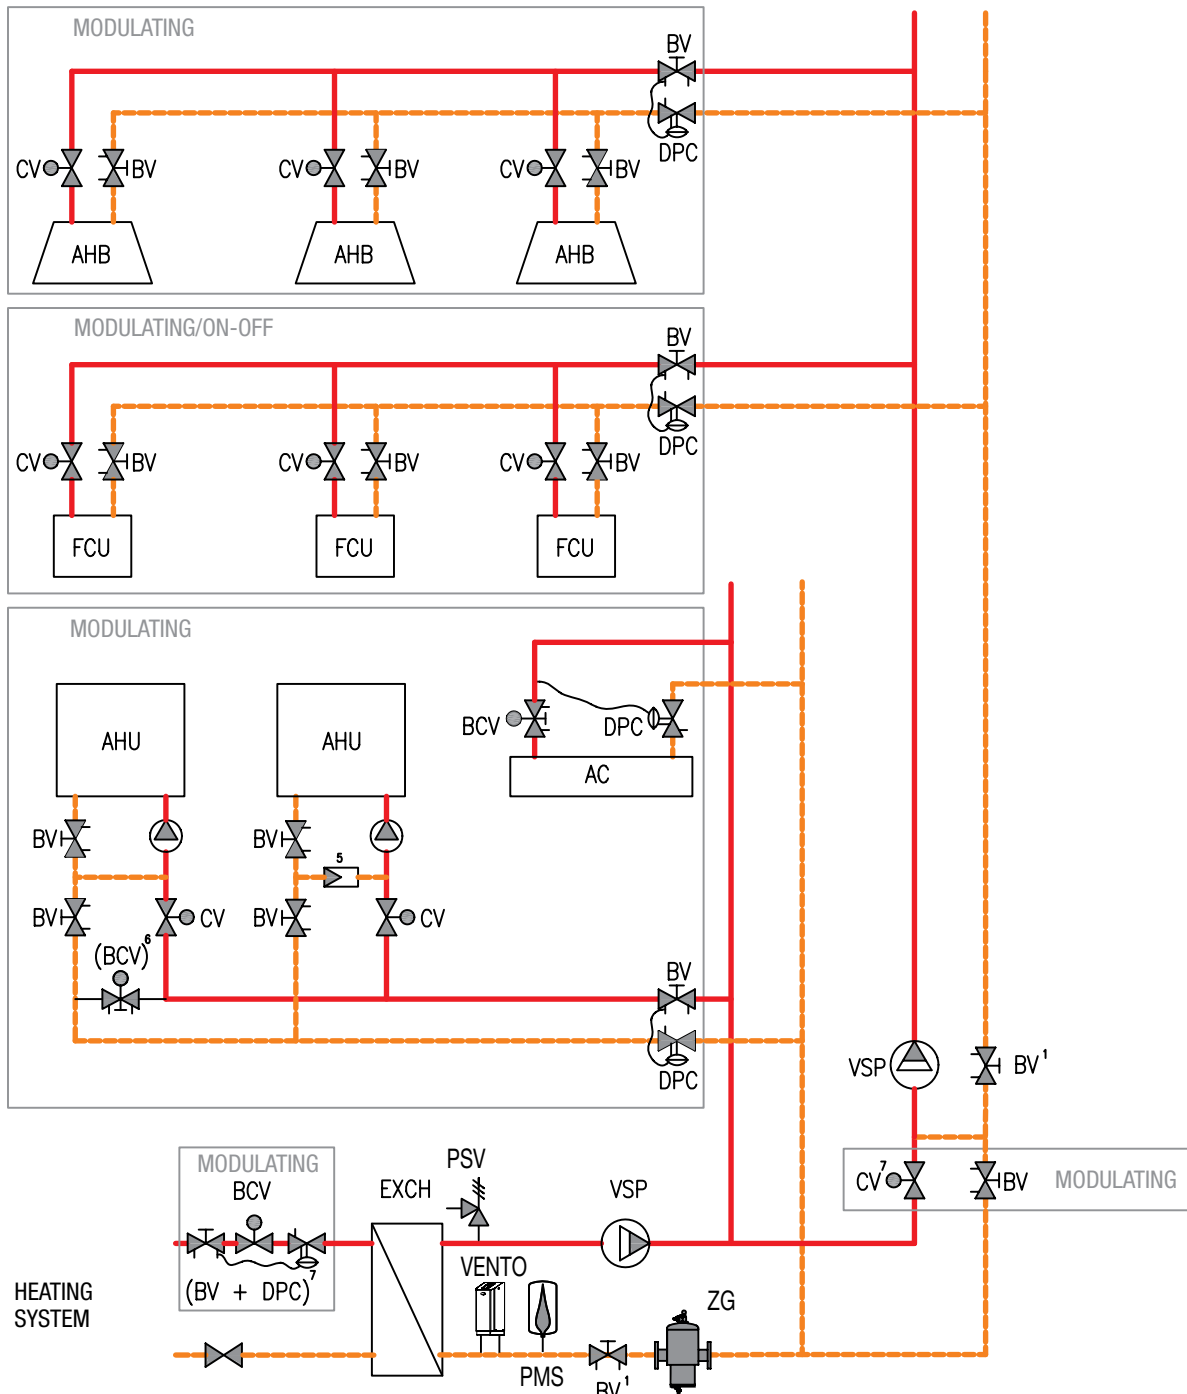 MODULATING
BV
DPC
CV BV CV BV CV BV
AHB AHB AHB
MODULATING/ON-OFF
BV
DPC
CV BV CV BV CV BV
FCU FCU FCU
MODULATING
AHU AHU
BCV DPC
AC
BV BV
5
BV CV BV CV
(BCV)6
BV
DPC
VSP BV1
MODULATING
BCV
PSV
EXCH
VSP
CV7 BV MODULATING
(BV + DPC)7
VENTO
HEATING
SYSTEM
ZG
PMS
BV1